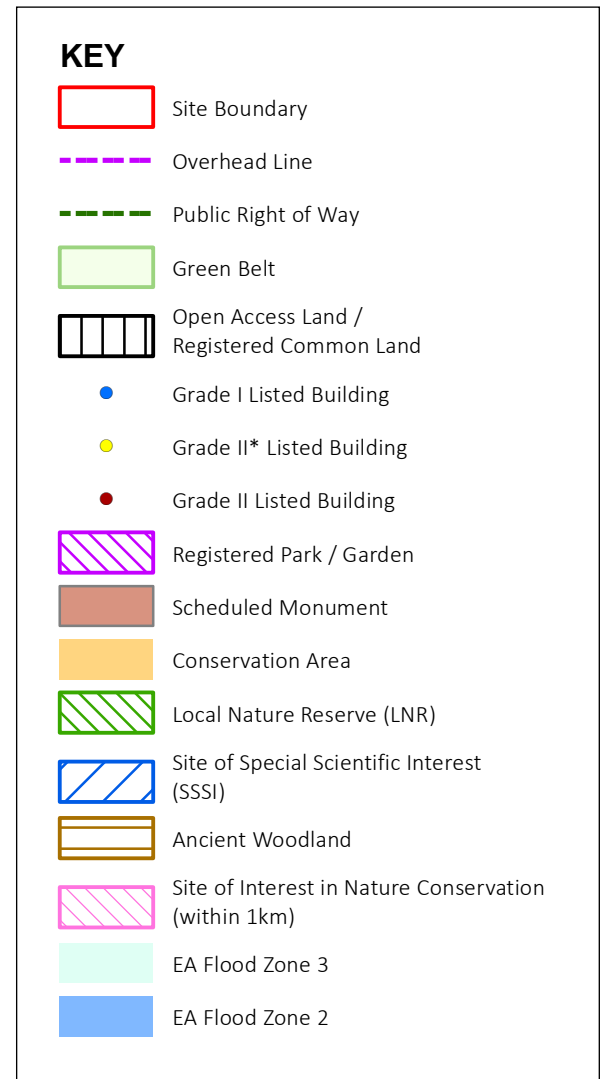 KEY
Site Boundary
Overhead Line
Public Right of Way
Green Belt
Open Access Land /
Registered Common Land
Grade I Listed Building
Grade II* Listed Building
Grade II Listed Building
Registered Park / Garden
Scheduled Monument
Conservation Area
Local Nature Reserve (LNR)
Site of Special Scientific Interest
(SSSI)
Ancient Woodland
Site of Interest in Nature Conservation
(within 1km)
EA Flood Zone 3
EA Flood Zone 2